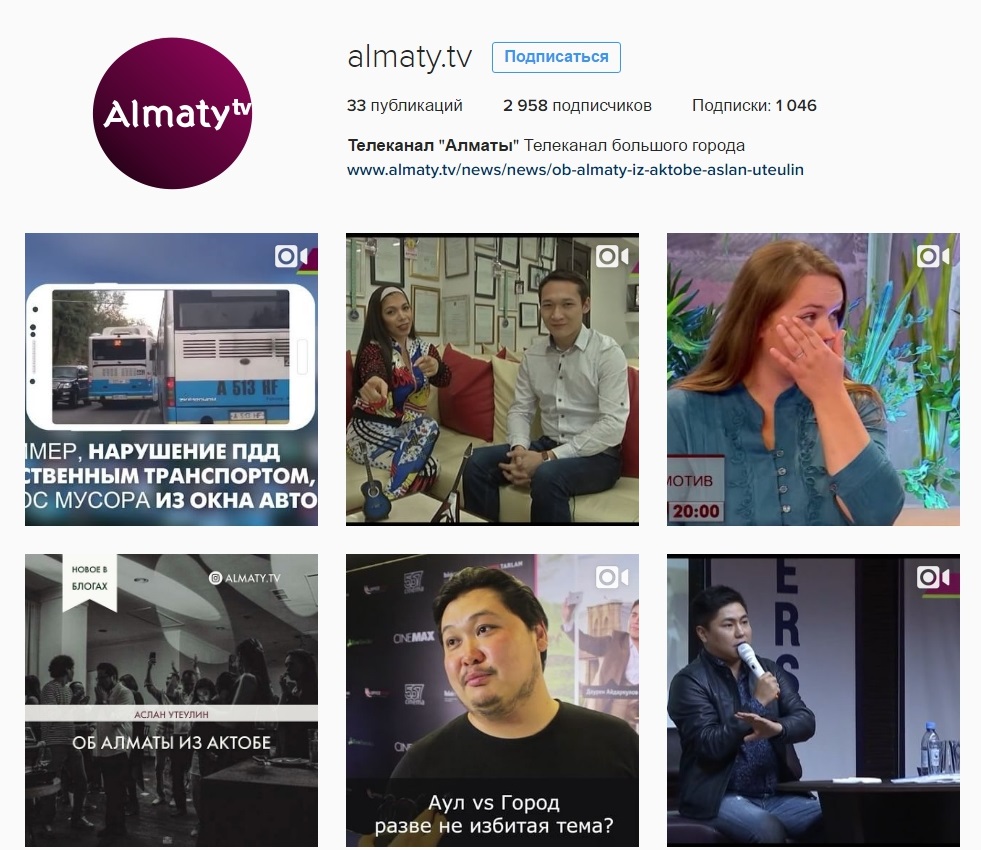 almaty.tv Подписаться
Almaty tv
33 публикаций 2 958 подписчиков Подписки: 1 046
Телеканал "Алматы" Телеканал большого города
www.almaty.tv/news/news/ob-almaty-iz-aktobe-aslan-uteulin
A 513 HF
ИМЕР, НАРУШЕНИЕ ПДД
СТВЕННЫМ ТРАНСПОРТОМ,
ОС МУСОРА ИЗ ОКНА АВТО
МОТИВ
20:00
НОВОЕ В
БЛОГАХ
ALMATY.TV
АСЛАН УТЕУЛИН
ОБ АЛМАТЫ ИЗ АКТОБЕ
TARLAN
CINEMAX
Аул vs Город
разве не избитая тема?
ERS